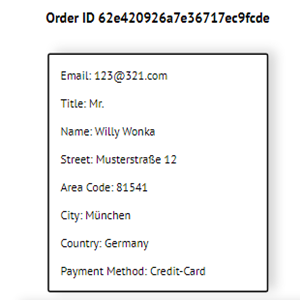 Order ID 62e420926a7e36717ec9fcde
Email: 123@321.com
Title: Mr.
Name: Willy Wonka
Street: Musterstraße 12
Area Code: 81541
City: München
Country: Germany
Payment Method: Credit-Card